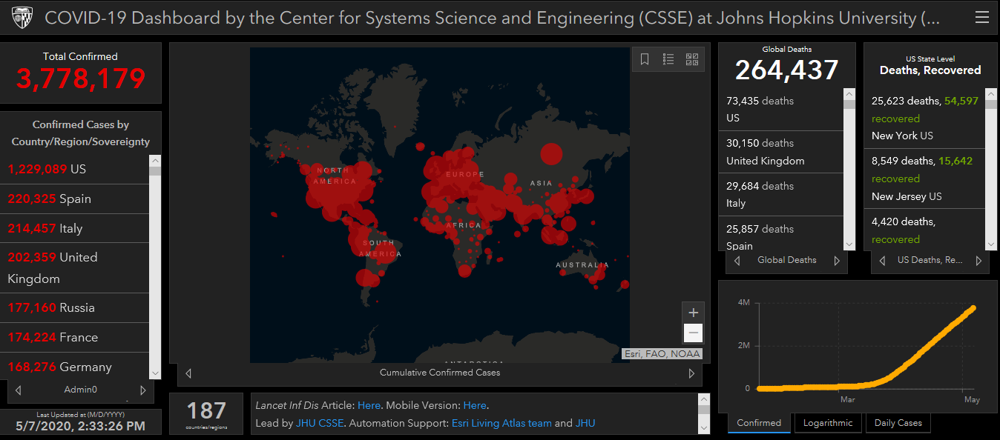 COVID-19 Dashboard by the Center for Systems Science and Engineering (CSSE) at Johns Hopkins University (...
Total Confirmed
3,778,179
Confirmed Cases by
Country/Region/Sovereignty
1,229,089 US
220,325 Spain
214,457 Italy
202,359 United
Kingdom
177,160 Russia
174,224 France
168,276 Germany
Admin0
Last Updated at (M/D/YYYY)
5/7/2020, 2:33:26 PM
NORTH
AMERICA
EUROPE
ASIA
AFRICA
SOUTH
AMERICA
AUSTRALIA
ANTARCTICA
+
−
Esri, FAO, NOAA
Cumulative Confirmed Cases
187
countries/regions
Lancet Inf Dis Article: Here. Mobile Version: Here.
Lead by JHU CSSE. Automation Support: Esri Living Atlas team and JHU
Global Deaths
264,437
73,435 deaths
US
30,150 deaths
United Kingdom
29,684 deaths
Italy
25,857 deaths
Spain
Global Deaths
US State Level
Deaths, Recovered
25,623 deaths, 54,597
recovered
New York US
8,549 deaths, 15,642
recovered
New Jersey US
4,420 deaths,
recovered
US Deaths, Re...
4M
2M
0
Mar
May
Confirmed
Logarithmic
Daily Cases